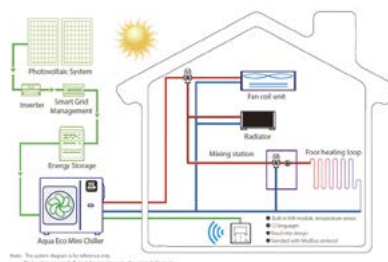 Photovoltaic System
Inverter
Smart Grid
Management
Energy Storage
Aqua Eco Mini Chiller
Fan coil unit
Radiator
Mixing station
Foor heating loop
Built-in Wifi module, temperature sensor
12 languages
Touch key design
Standard with Modbus protocol
Note: The system diagram is for reference only.